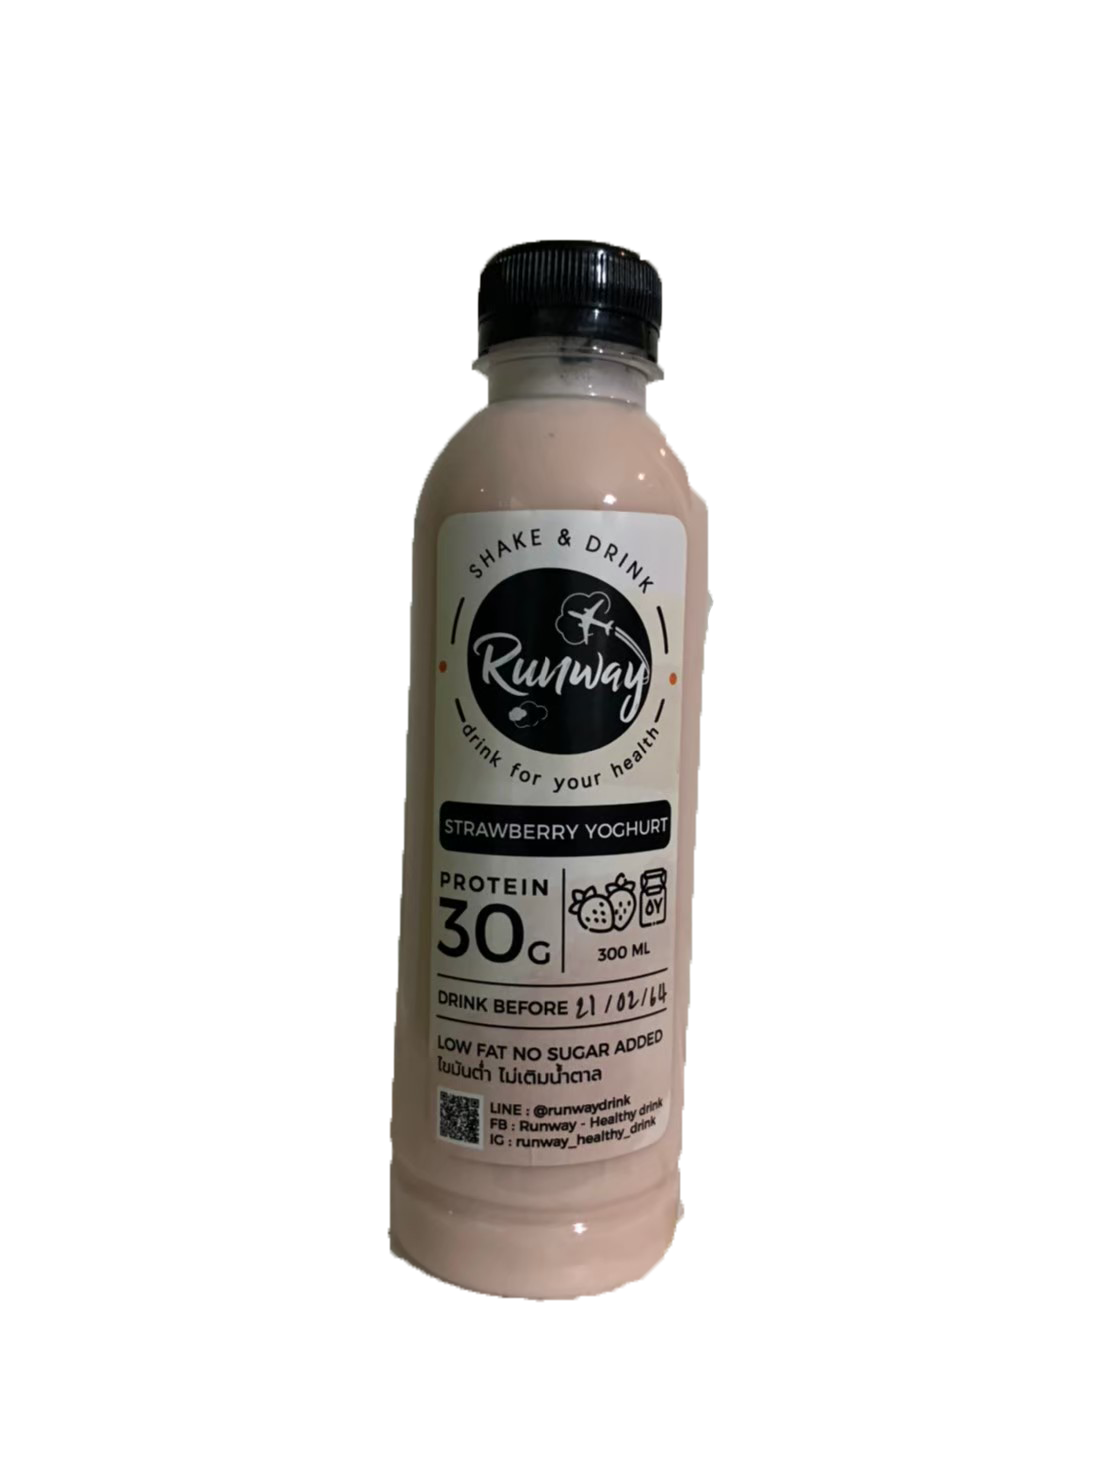 SHAKE & DRINK
Runway
drink for your health
STRAWBERRY YOGHURT
PROTEIN
30G
OY
300 ML
DRINK BEFORE 21/02/64
LOW FAT NO SUGAR ADDED
ไขมันต่ำ ไม่เติมน้ำตาล
LINE : @runwaydrink
FB : Runway - Healthy drink
IG : runway_healthy_drink